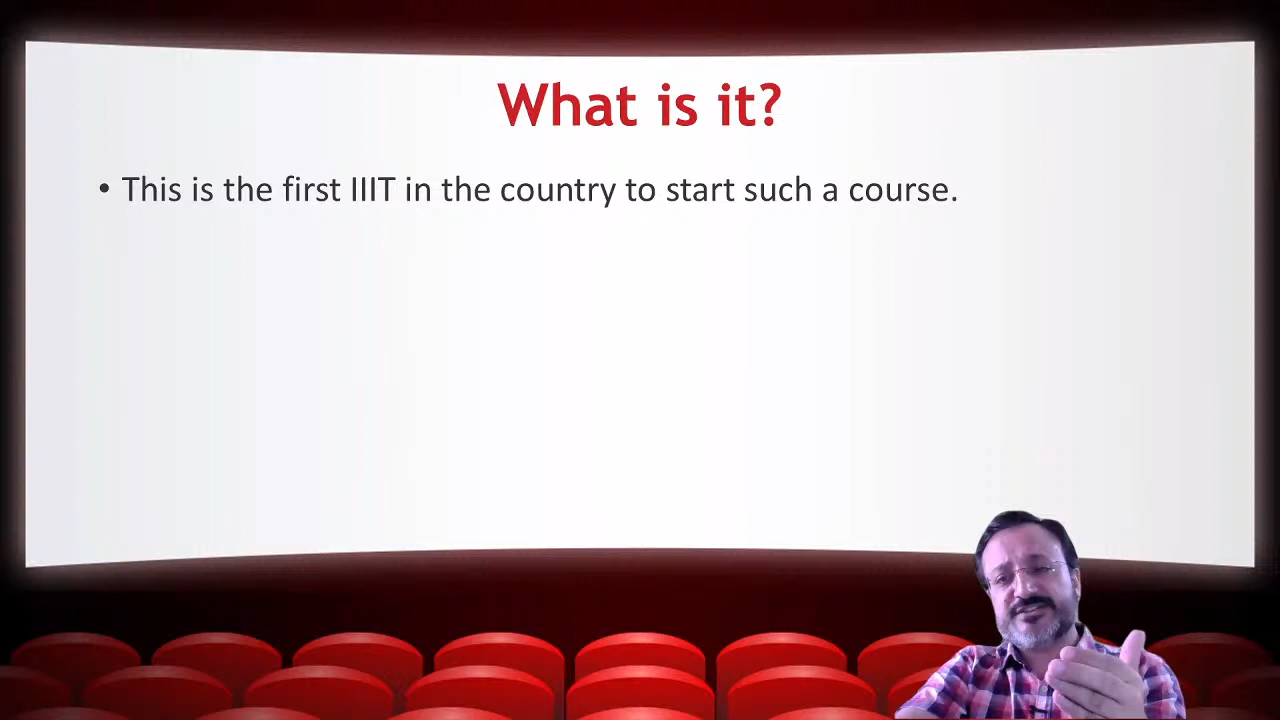 What is it?
• This is the first IIIT in the country to start such a course.